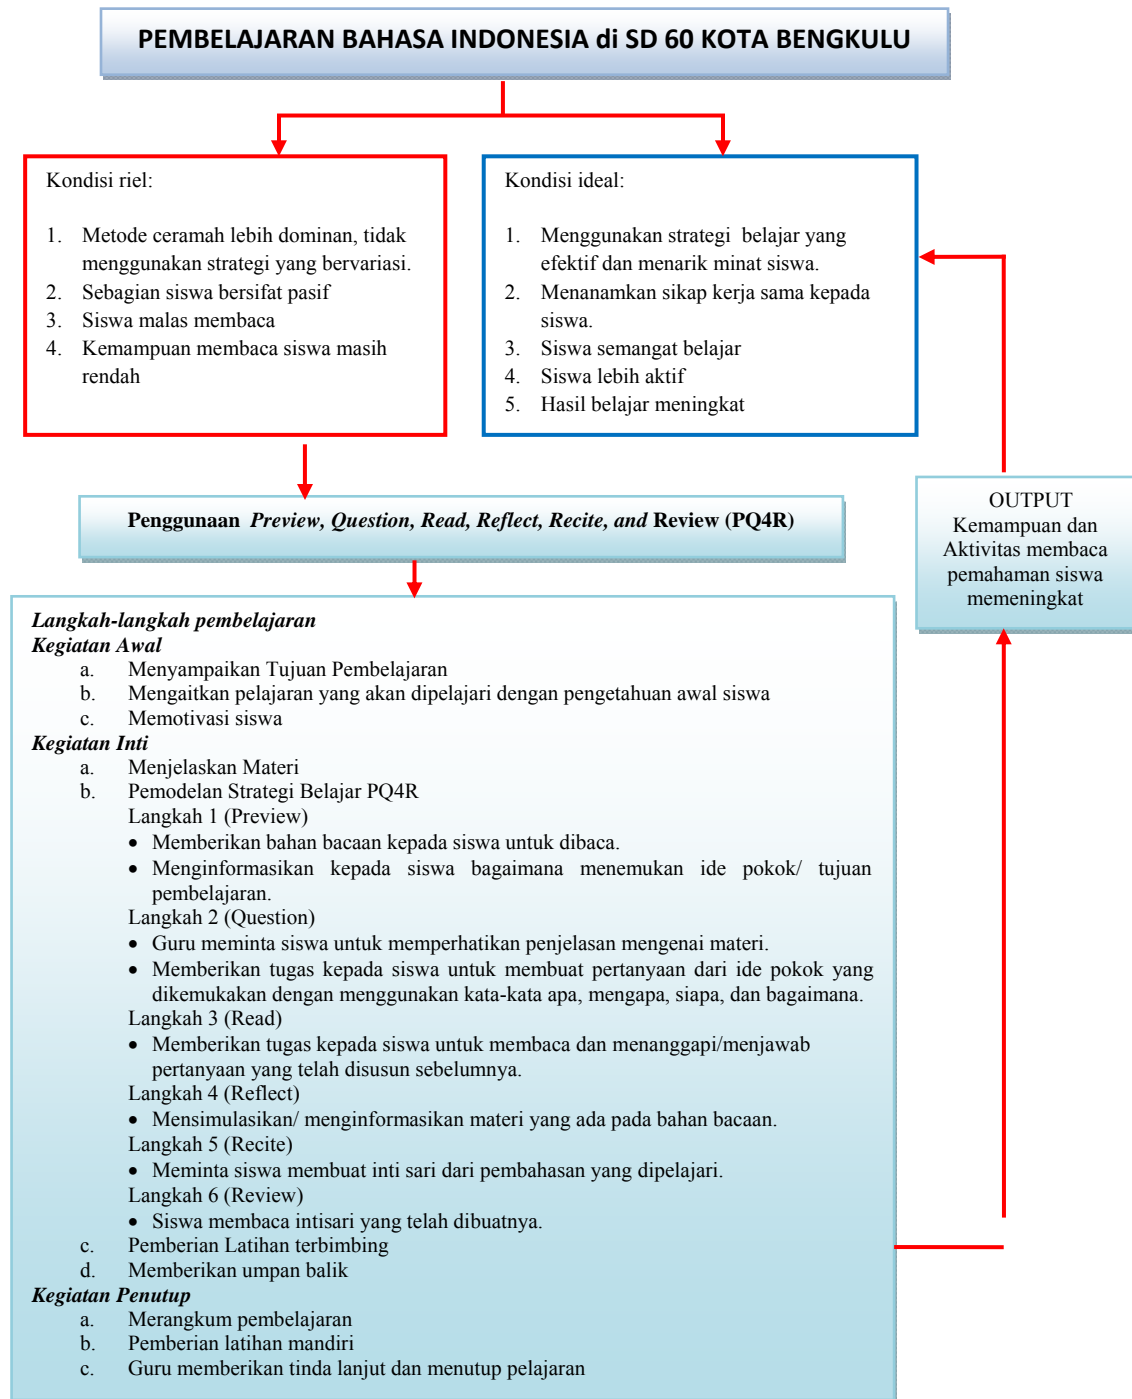 PEMBELAJARAN BAHASA INDONESIA di SD 60 KOTA BENGKULU
Kondisi riel:
1. Metode ceramah lebih dominan, tidak
menggunakan strategi yang bervariasi.
2. Sebagian siswa bersifat pasif
3. Siswa malas membaca
4. Kemampuan membaca siswa masih
rendah
Kondisi ideal:
1. Menggunakan strategi belajar yang
efektif dan menarik minat siswa.
2. Menanamkan sikap kerja sama kepada
siswa.
3. Siswa semangat belajar
4. Siswa lebih aktif
5. Hasil belajar meningkat
Penggunaan Preview, Question, Read, Reflect, Recite, and Review (PQ4R)
OUTPUT
Kemampuan dan
Aktivitas membaca
pemahaman siswa
memeningkat
Langkah-langkah pembelajaran
Kegiatan Awal
a. Menyampaikan Tujuan Pembelajaran
b. Mengaitkan pelajaran yang akan dipelajari dengan pengetahuan awal siswa
c. Memotivasi siswa
Kegiatan Inti
a. Menjelaskan Materi
b. Pemodelan Strategi Belajar PQ4R
Langkah 1 (Preview)
• Memberikan bahan bacaan kepada siswa untuk dibaca.
• Menginformasikan kepada siswa bagaimana menemukan ide pokok/ tujuan
pembelajaran.
Langkah 2 (Question)
• Guru meminta siswa untuk memperhatikan penjelasan mengenai materi.
• Memberikan tugas kepada siswa untuk membuat pertanyaan dari ide pokok yang
dikemukakan dengan menggunakan kata-kata apa, mengapa, siapa, dan bagaimana.
Langkah 3 (Read)
• Memberikan tugas kepada siswa untuk membaca dan menanggapi/menjawab
pertanyaan yang telah disusun sebelumnya.
Langkah 4 (Reflect)
• Mensimulasikan/ menginformasikan materi yang ada pada bahan bacaan.
Langkah 5 (Recite)
• Meminta siswa membuat inti sari dari pembahasan yang dipelajari.
Langkah 6 (Review)
• Siswa membaca intisari yang telah dibuatnya.
c. Pemberian Latihan terbimbing
d. Memberikan umpan balik
Kegiatan Penutup
a. Merangkum pembelajaran
b. Pemberian latihan mandiri
c. Guru memberikan tinda lanjut dan menutup pelajaran